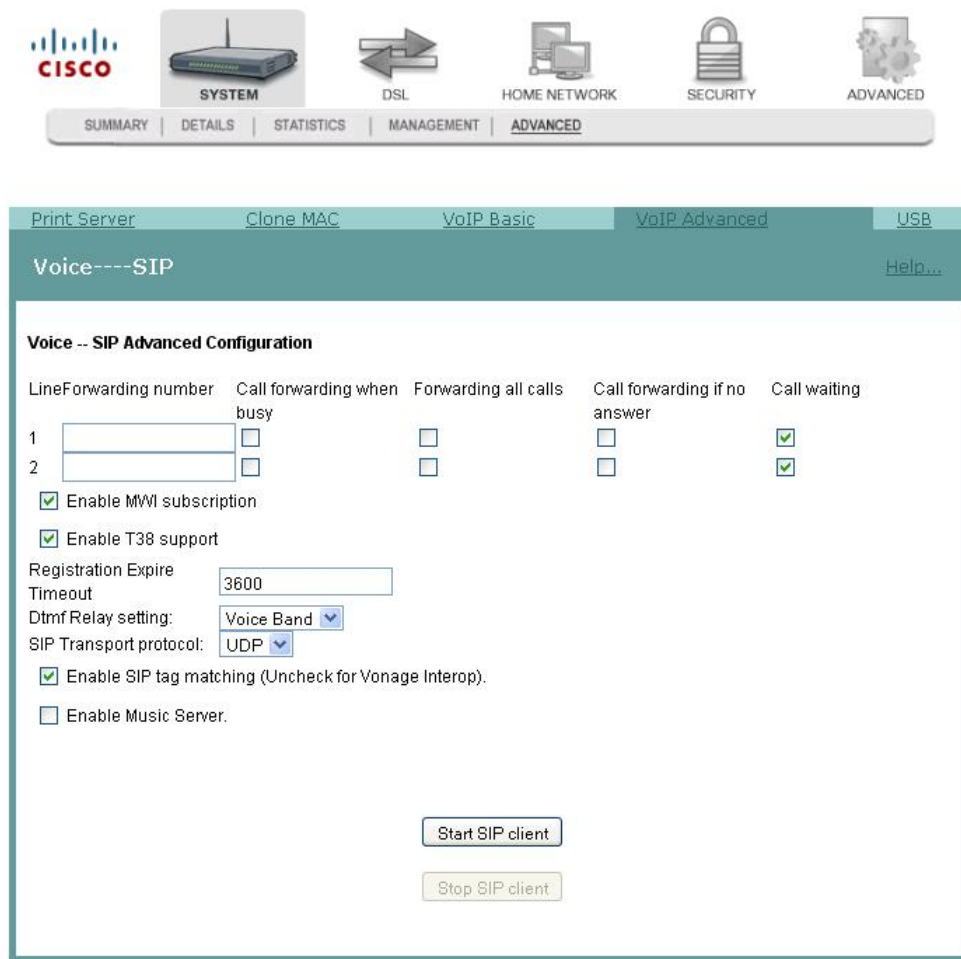 CISCO
SYSTEM DSL HOME NETWORK SECURITY ADVANCED
SUMMARY | DETAILS | STATISTICS | MANAGEMENT | ADVANCED
Print Server Clone MAC VoIP Basic VoIP Advanced USB
Voice----SIP Help...
Voice -- SIP Advanced Configuration
Line Forwarding number Call forwarding when busy Forwarding all calls Call forwarding if no answer Call waiting
1
2
Enable MWI subscription
Enable T38 support
Registration Expire Timeout 3600
Dtmf Relay setting: Voice Band
SIP Transport protocol: UDP
Enable SIP tag matching (Uncheck for Vonage Interop).
Enable Music Server.
Start SIP client
Stop SIP client